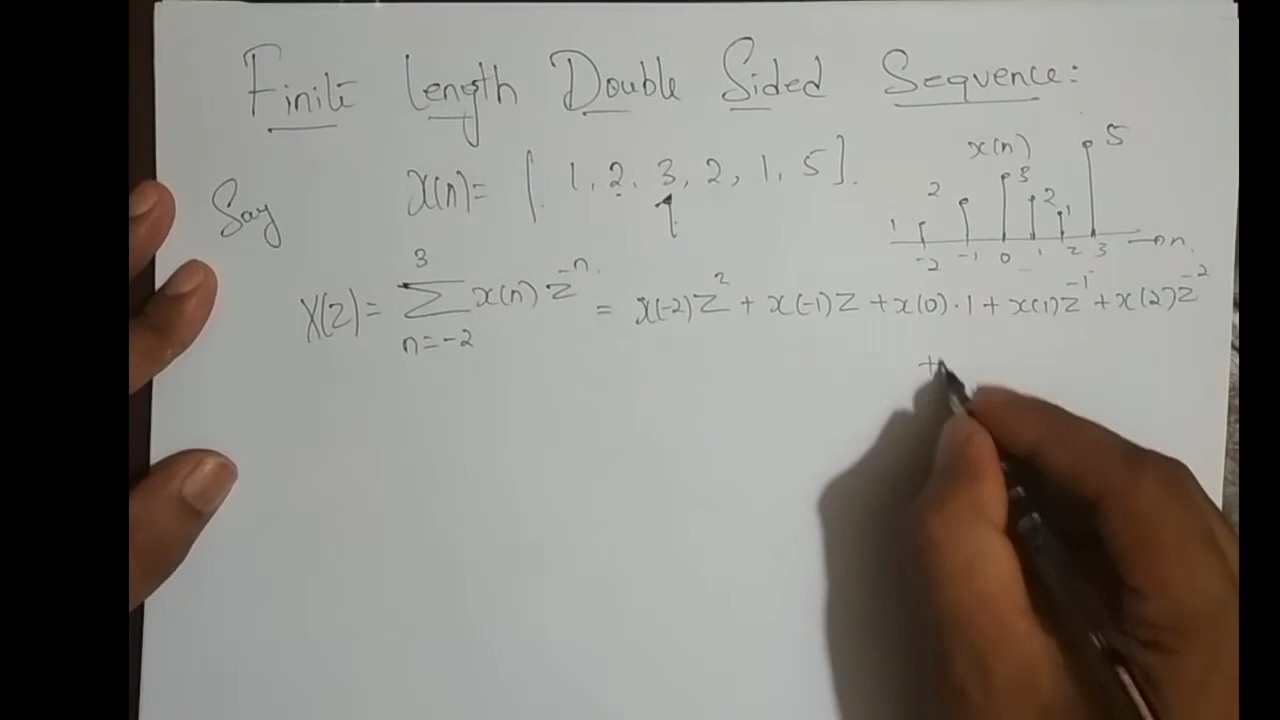 Finite Length Double Sided Sequence:
Say x(n) = [ 1, 2, 3, 2, 1, 5 ].
↑
x(n)
1 2 3 2 1 5
-2 -1 0 1 2 3 → n.
X(z) = ∑_{n=-2}^{3} x(n) z^{-n}. = x(-2)z^2 + x(-1)z + x(0)·1 + x(1)z^{-1} + x(2)z^{-2}
+